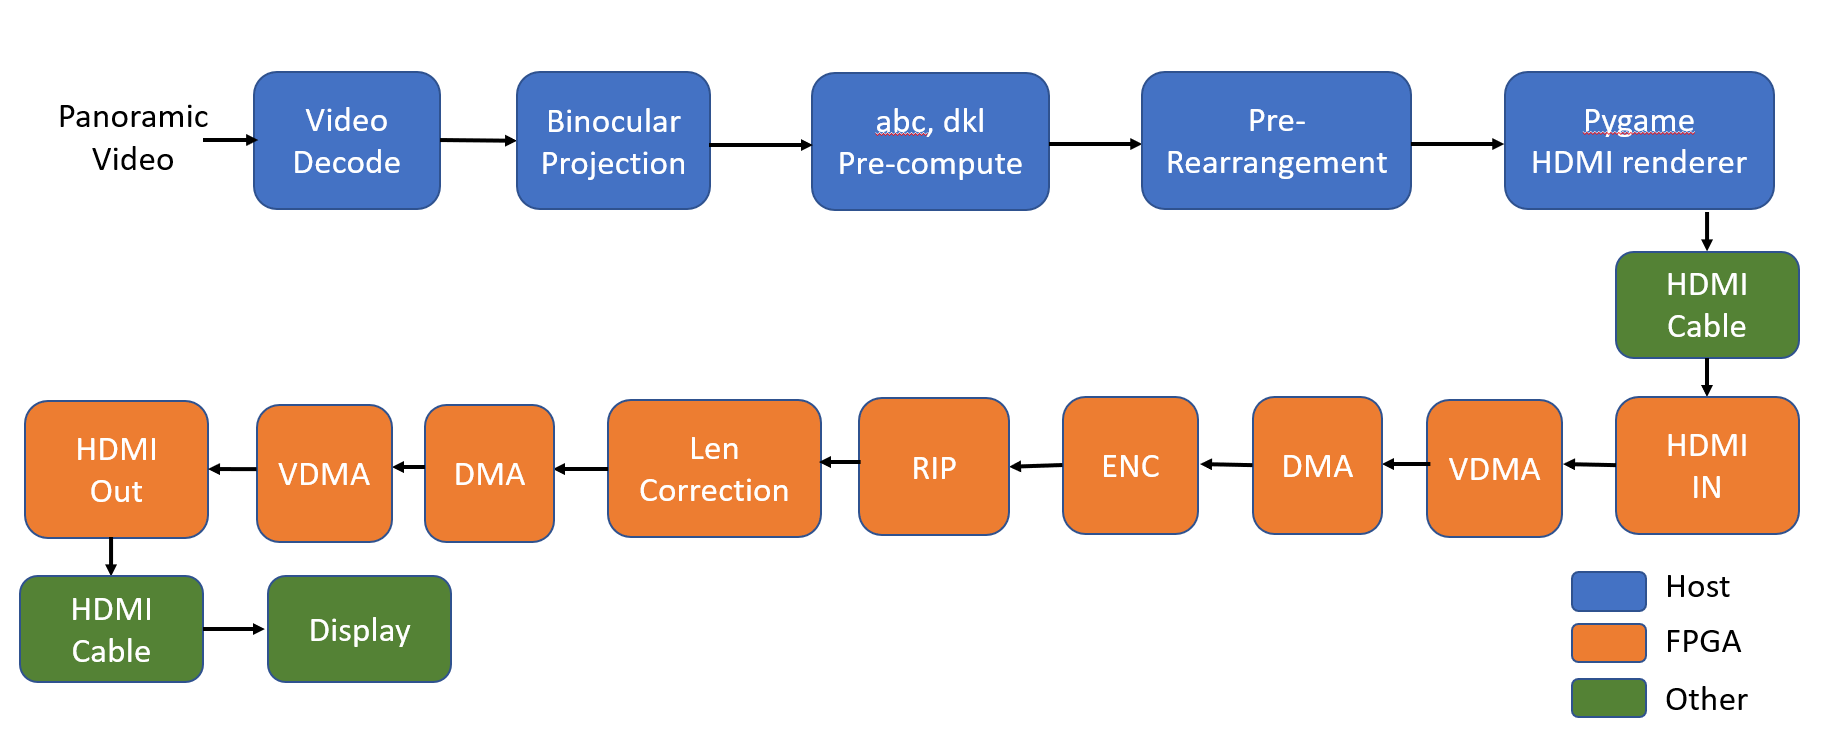 Panoramic
Video
Video
Decode
Binocular
Projection
abc, dkl
Pre-compute
Pre-
Rearrangement
Pygame
HDMI renderer
HDMI
Cable
HDMI
IN
VDMA
DMA
ENC
RIP
Len
Correction
DMA
VDMA
HDMI
Out
HDMI
Cable
Display
Host
FPGA
Other